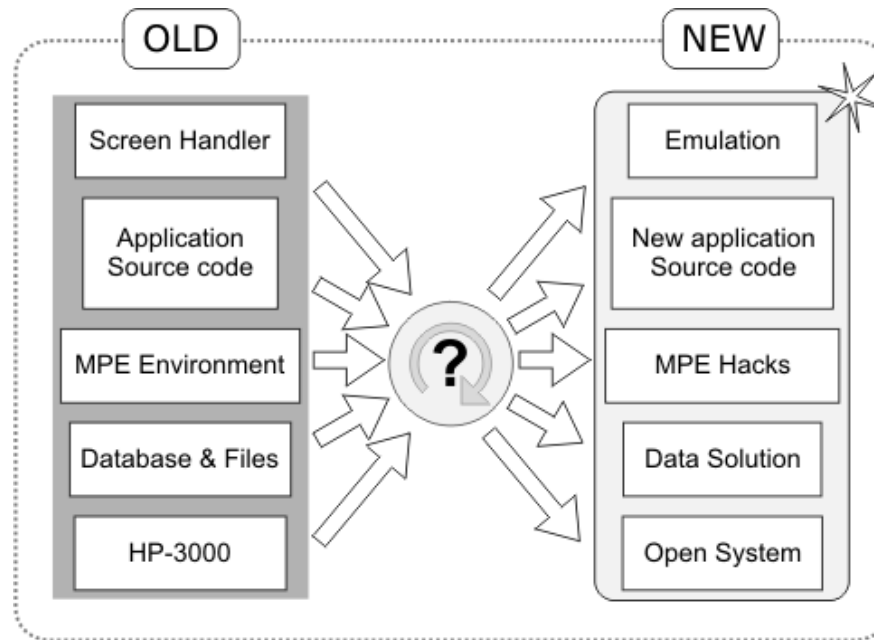 OLD
NEW
Screen Handler
Application
Source code
MPE Environment
Database & Files
HP-3000
?
Emulation
New application
Source code
MPE Hacks
Data Solution
Open System